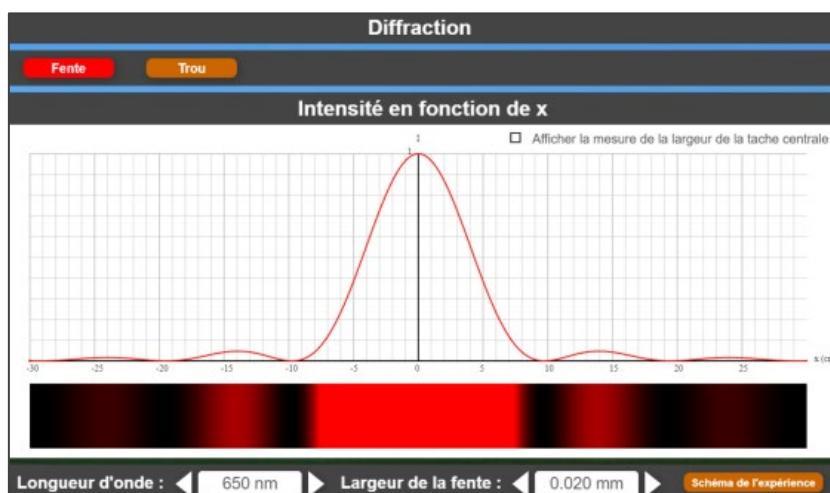 Diffraction
Fente Trou
Intensité en fonction de x
I
Afficher la mesure de la largeur de la tache centrale
1
-30 -25 -20 -15 -10 -5 0 5 10 15 20 25 x (cm
Longueur d'onde : 650 nm Largeur de la fente : 0.020 mm Schéma de l'expérience